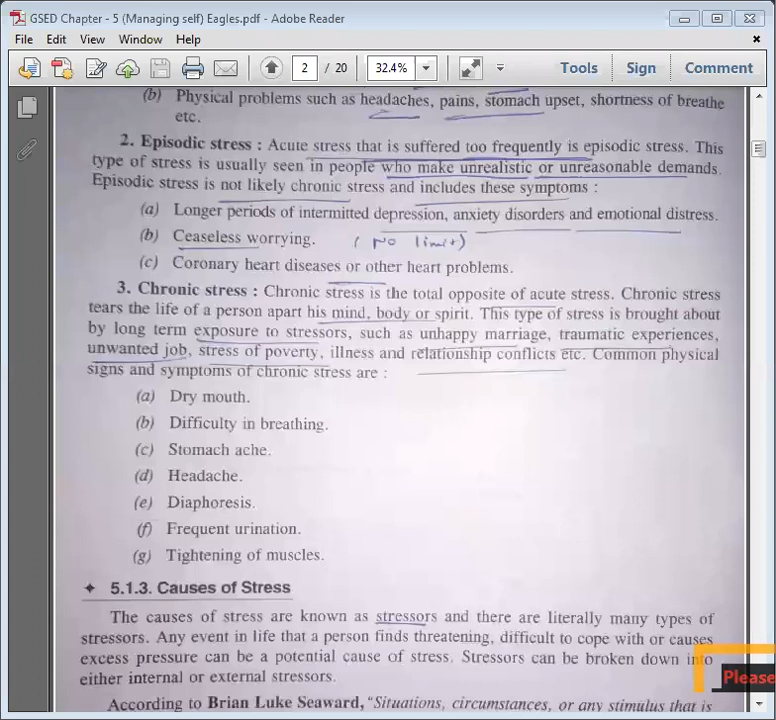 GSED Chapter - 5 (Managing self) Eagles.pdf - Adobe Reader
File Edit View Window Help
2 / 20 32.4% Tools Sign Comment
(b) Physical problems such as headaches, pains, stomach upset, shortness of breathe
etc.
2. Episodic stress : Acute stress that is suffered too frequently is episodic stress. This
type of stress is usually seen in people who make unrealistic or unreasonable demands.
Episodic stress is not likely chronic stress and includes these symptoms :
(a) Longer periods of intermitted depression, anxiety disorders and emotional distress.
(b) Ceaseless worrying. (No limit)
(c) Coronary heart diseases or other heart problems.
3. Chronic stress : Chronic stress is the total opposite of acute stress. Chronic stress
tears the life of a person apart his mind, body or spirit. This type of stress is brought about
by long term exposure to stressors, such as unhappy marriage, traumatic experiences,
unwanted job, stress of poverty, illness and relationship conflicts etc. Common physical
signs and symptoms of chronic stress are :
(a) Dry mouth.
(b) Difficulty in breathing.
(c) Stomach ache.
(d) Headache.
(e) Diaphoresis.
(f) Frequent urination.
(g) Tightening of muscles.
✦ 5.1.3. Causes of Stress
The causes of stress are known as stressors and there are literally many types of
stressors. Any event in life that a person finds threatening, difficult to cope with or causes
excess pressure can be a potential cause of stress. Stressors can be broken down into
either internal or external stressors.
Please
According to Brian Luke Seaward, "Situations, circumstances, or any stimulus that is